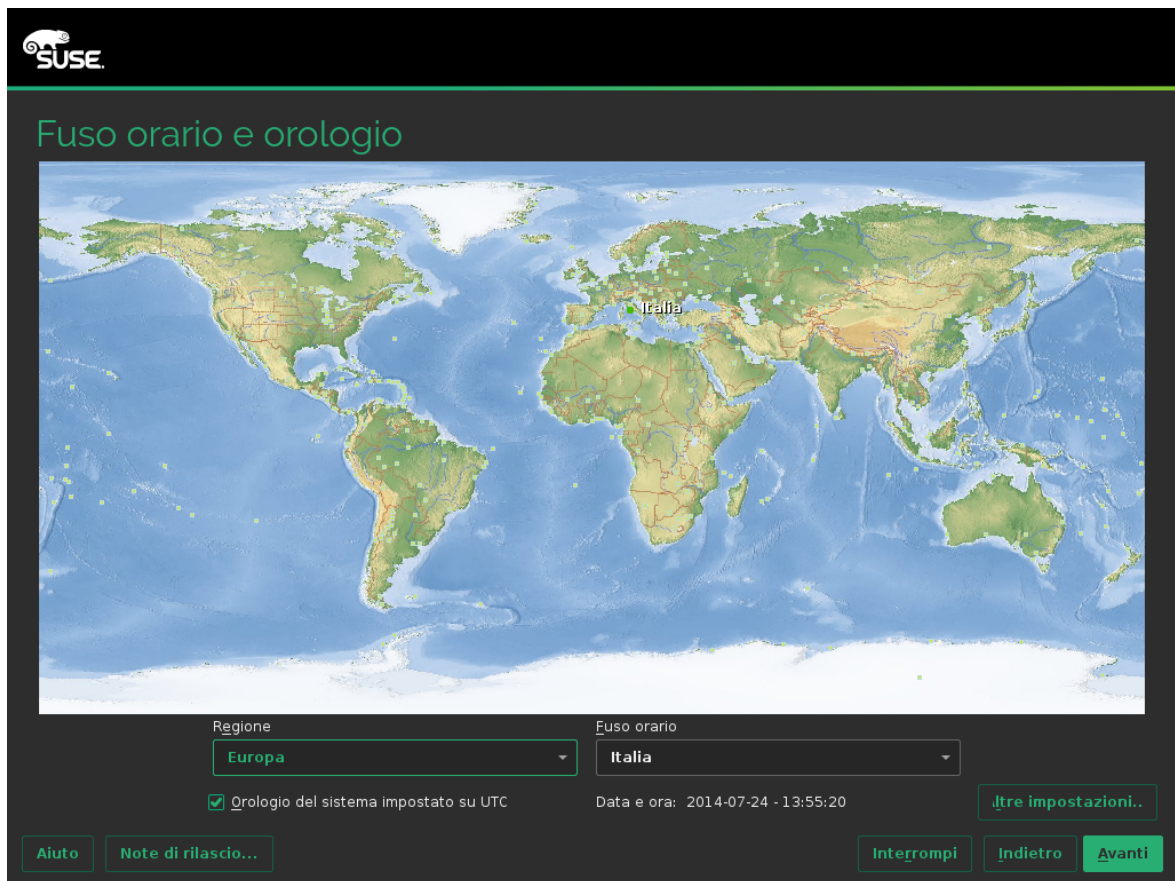 SUSE.
Fuso orario e orologio
Italia
Regione
Fuso orario
Europa
Italia
Orologio del sistema impostato su UTC
Data e ora: 2014-07-24 - 13:55:20
ltre impostazioni..
Aiuto
Note di rilascio...
Interrompi
Indietro
Avanti